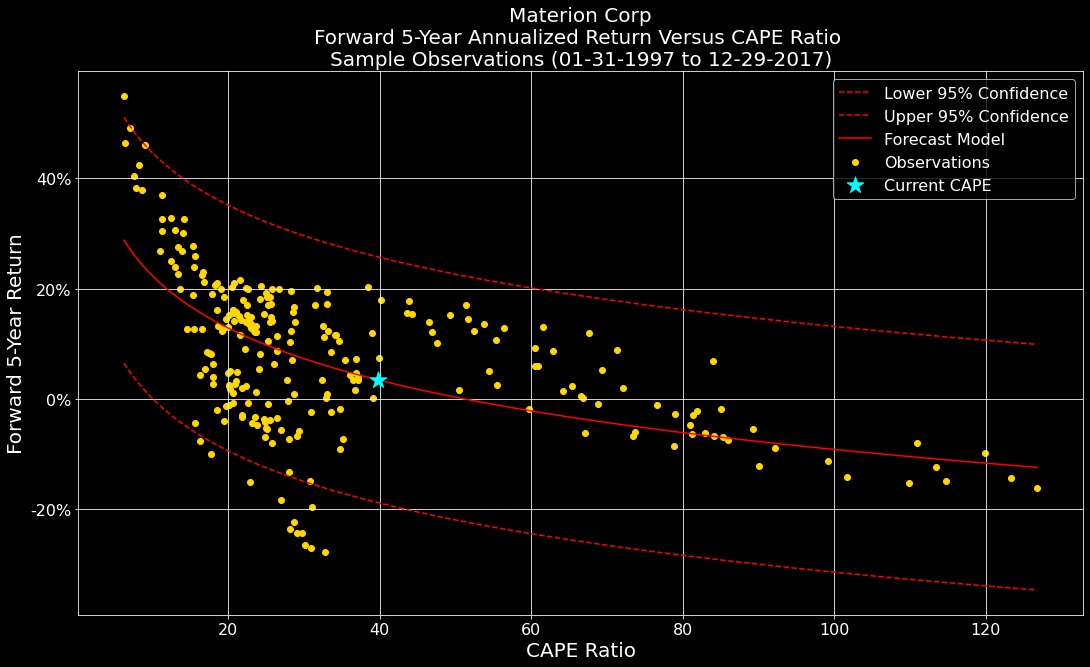 Materion Corp
Forward 5-Year Annualized Return Versus CAPE Ratio
Sample Observations (01-31-1997 to 12-29-2017)
Lower 95% Confidence
Upper 95% Confidence
Forecast Model
Observations
Current CAPE
Forward 5-Year Return
40%
20%
0%
-20%
20 40 60 80 100 120
CAPE Ratio